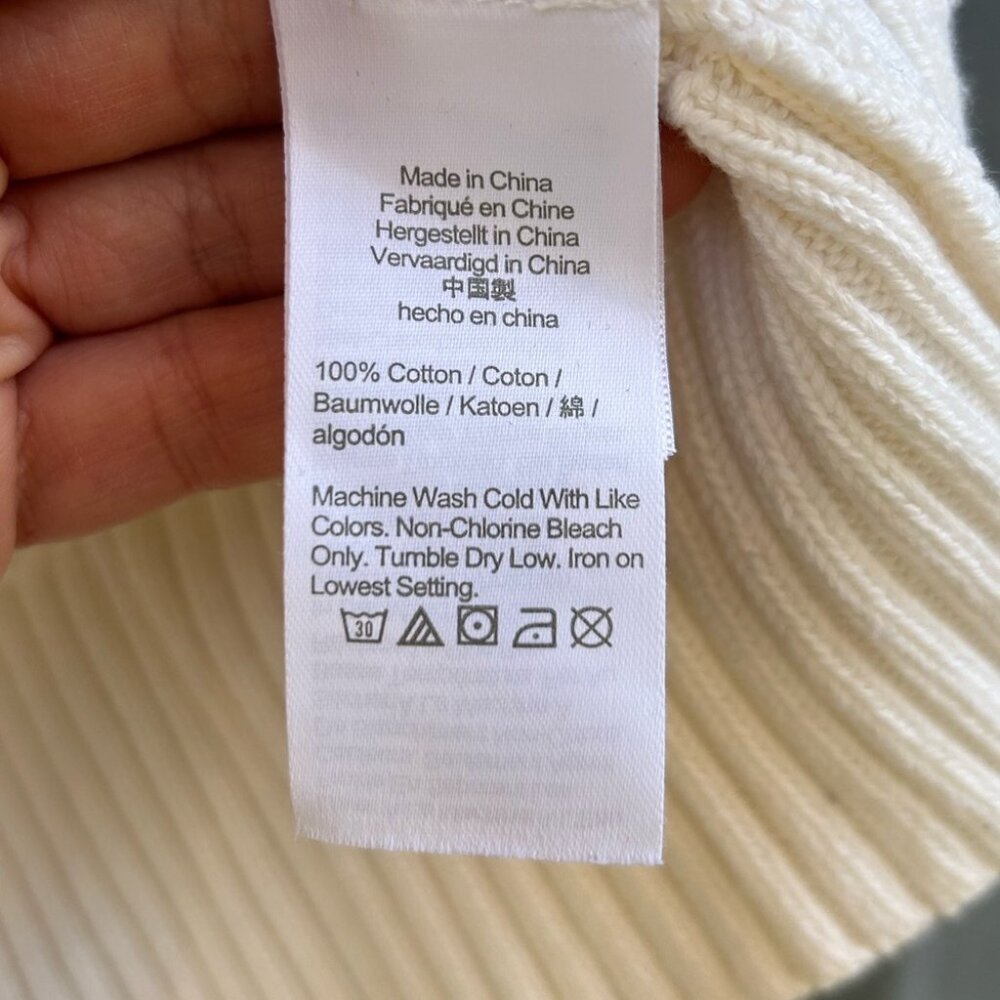 Made in China
Fabriqué en Chine
Hergestellt in China
Vervaardigd in China
中国製
hecho en china
100% Cotton / Coton /
Baumwolle / Katoen / 綿 /
algodón
Machine Wash Cold With Like
Colors. Non-Chlorine Bleach
Only. Tumble Dry Low. Iron on
Lowest Setting.
30